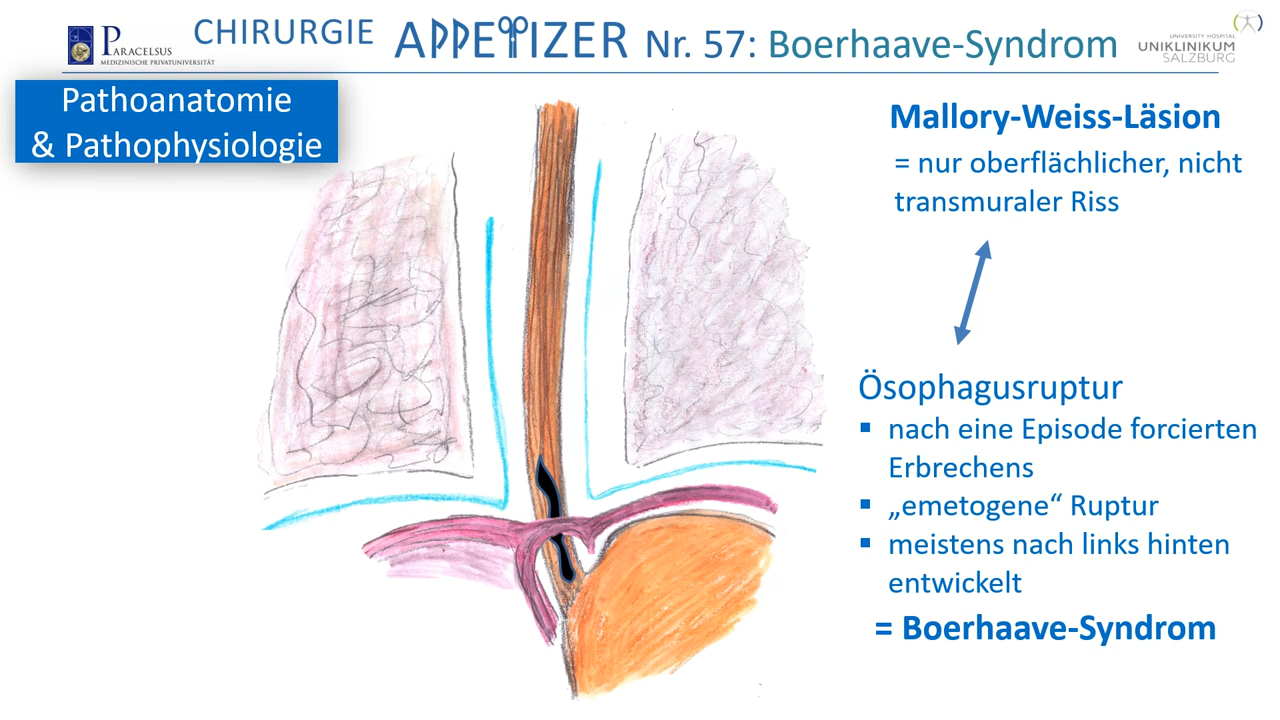 PARACELSUS
MEDIZINISCHE PRIVATUNIVERSITÄT
CHIRURGIE APPETIZER Nr. 57: Boerhaave-Syndrom
UNIVERSITY HOSPITAL
UNIKLINIKUM
SALZBURG
Pathoanatomie
& Pathophysiologie
Mallory-Weiss-Läsion
= nur oberflächlicher, nicht
transmuraler Riss
Ösophagusruptur
▪ nach eine Episode forcierten
Erbrechens
▪ „emetogene“ Ruptur
▪ meistens nach links hinten
entwickelt
= Boerhaave-Syndrom